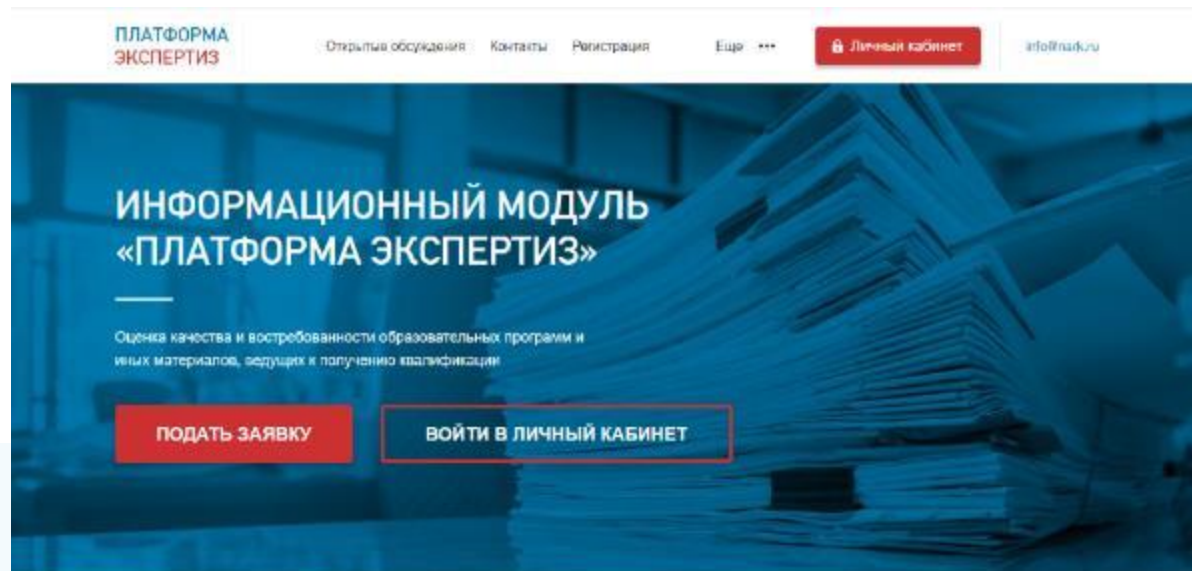 ПЛАТФОРМА
ЭКСПЕРТИЗ
Открытые обсуждения Контакты Регистрация Еще ••• Личный кабинет info@nark.ru
ИНФОРМАЦИОННЫЙ МОДУЛЬ
«ПЛАТФОРМА ЭКСПЕРТИЗ»
Оценка качества и востребованности образовательных программ и
иных материалов, ведущих к получению квалификации
ПОДАТЬ ЗАЯВКУ ВОЙТИ В ЛИЧНЫЙ КАБИНЕТ